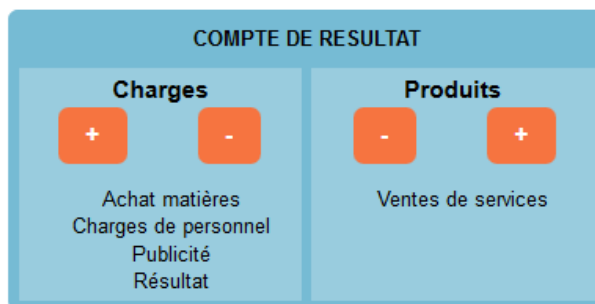 COMPTE DE RESULTAT
Charges
+ -
Achat matières
Charges de personnel
Publicité
Résultat
Produits
- +
Ventes de services